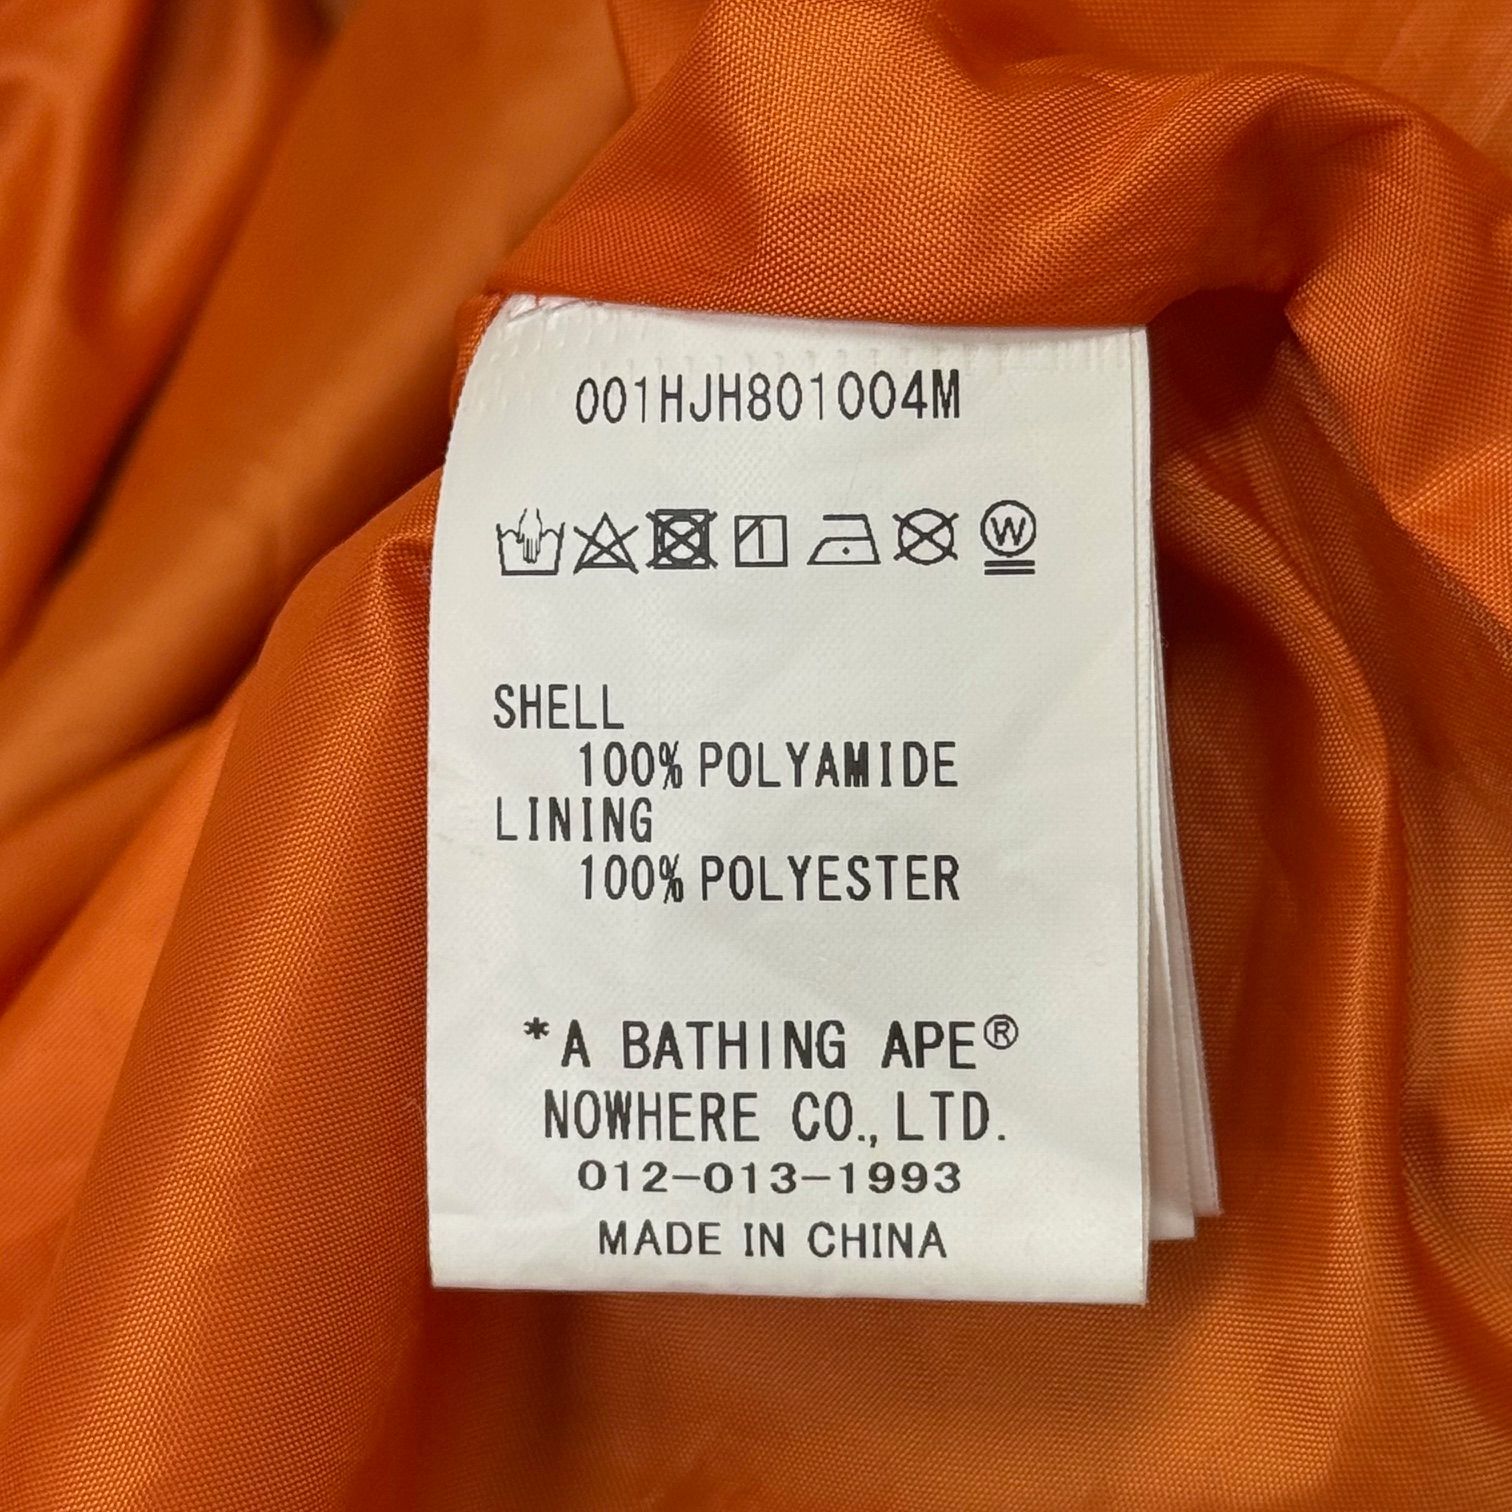 001HJH801004M
W
SHELL
100% POLYAMIDE
LINING
100% POLYESTER
*A BATHING APE®
NOWHERE CO., LTD.
012-013-1993
MADE IN CHINA